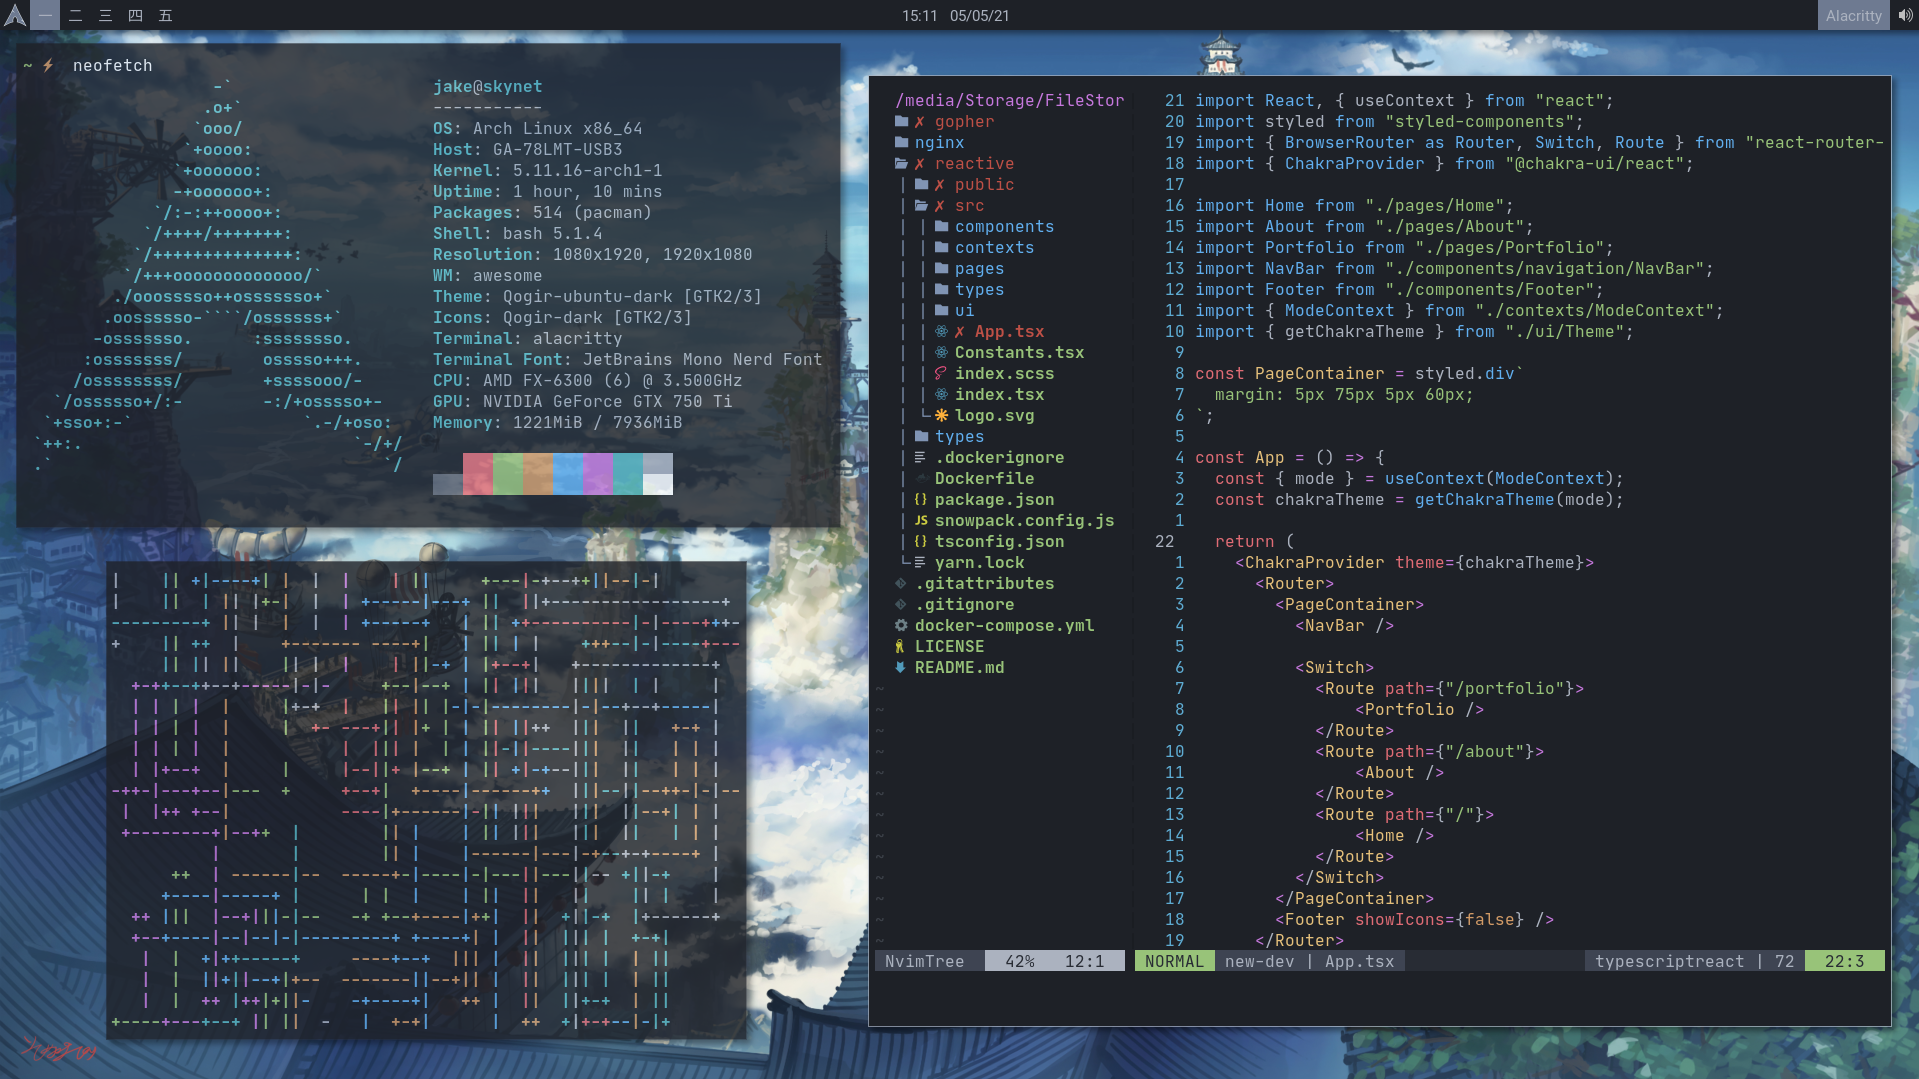 一 二 三 四 五
15:11 05/05/21
Alacritty
~ ⚡ neofetch
jake@skynet
-----------
OS: Arch Linux x86_64
Host: GA-78LMT-USB3
Kernel: 5.11.16-arch1-1
Uptime: 1 hour, 10 mins
Packages: 514 (pacman)
Shell: bash 5.1.4
Resolution: 1080x1920, 1920x1080
WM: awesome
Theme: Qogir-ubuntu-dark [GTK2/3]
Icons: Qogir-dark [GTK2/3]
Terminal: alacritty
Terminal Font: JetBrains Mono Nerd Font
CPU: AMD FX-6300 (6) @ 3.500GHz
GPU: NVIDIA GeForce GTX 750 Ti
Memory: 1221MiB / 7936MiB
/media/Storage/FileStor
✗ gopher
nginx
✗ reactive
✗ public
✗ src
components
contexts
pages
types
ui
✗ App.tsx
Constants.tsx
index.scss
index.tsx
logo.svg
types
.dockerignore
Dockerfile
{} package.json
JS snowpack.config.js
{} tsconfig.json
yarn.lock
.gitattributes
.gitignore
docker-compose.yml
LICENSE
README.md
NvimTree 42% 12:1
21 import React, { useContext } from "react";
20 import styled from "styled-components";
19 import { BrowserRouter as Router, Switch, Route } from "react-router-
18 import { ChakraProvider } from "@chakra-ui/react";
17
16 import Home from "./pages/Home";
15 import About from "./pages/About";
14 import Portfolio from "./pages/Portfolio";
13 import NavBar from "./components/navigation/NavBar";
12 import Footer from "./components/Footer";
11 import { ModeContext } from "./contexts/ModeContext";
10 import { getChakraTheme } from "./ui/Theme";
9
8 const PageContainer = styled.div`
7 margin: 5px 75px 5px 60px;
6 `;
5
4 const App = () => {
3 const { mode } = useContext(ModeContext);
2 const chakraTheme = getChakraTheme(mode);
1
22 return (
1 <ChakraProvider theme={chakraTheme}>
2 <Router>
3 <PageContainer>
4 <NavBar />
5
6 <Switch>
7 <Route path={"/portfolio"}>
8 <Portfolio />
9 </Route>
10 <Route path={"/about"}>
11 <About />
12 </Route>
13 <Route path={"/"}>
14 <Home />
15 </Route>
16 </Switch>
17 </PageContainer>
18 <Footer showIcons={false} />
19 </Router>
NORMAL new-dev | App.tsx typescriptreact | 72 22:3